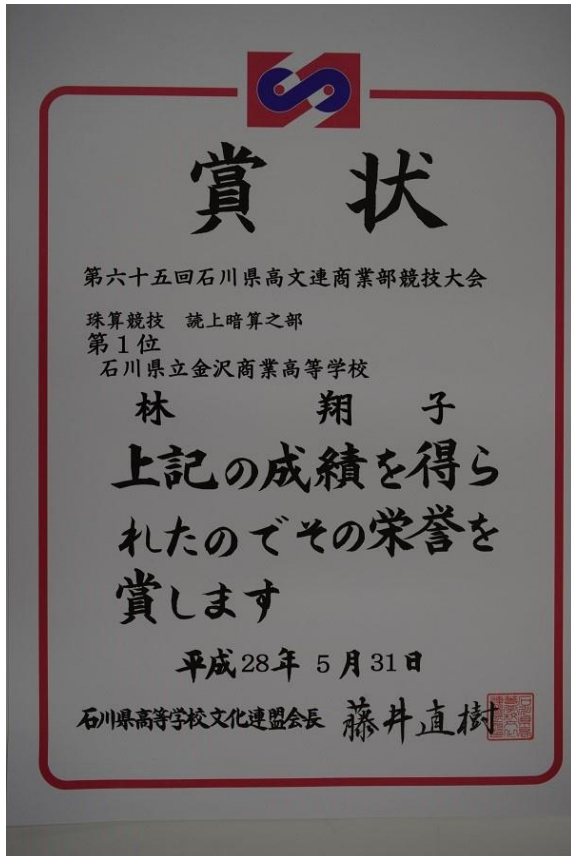 賞状
第六十五回石川県高文連商業部競技大会
珠算競技 読上暗算之部
第1位
石川県立金沢商業高等学校
林 翔子
上記の成績を得ら
れたのでその栄誉を
賞します
平成28年5月31日
石川県高等学校文化連盟会長 藤井直樹